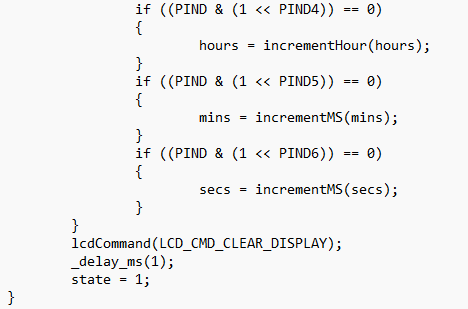 if ((PIND & (1 << PIND4)) == 0)
{
hours = incrementHour(hours);
}
if ((PIND & (1 << PIND5)) == 0)
{
mins = incrementMS(mins);
}
if ((PIND & (1 << PIND6)) == 0)
{
secs = incrementMS(secs);
}
}
lcdCommand(LCD_CMD_CLEAR_DISPLAY);
_delay_ms(1);
state = 1;
}